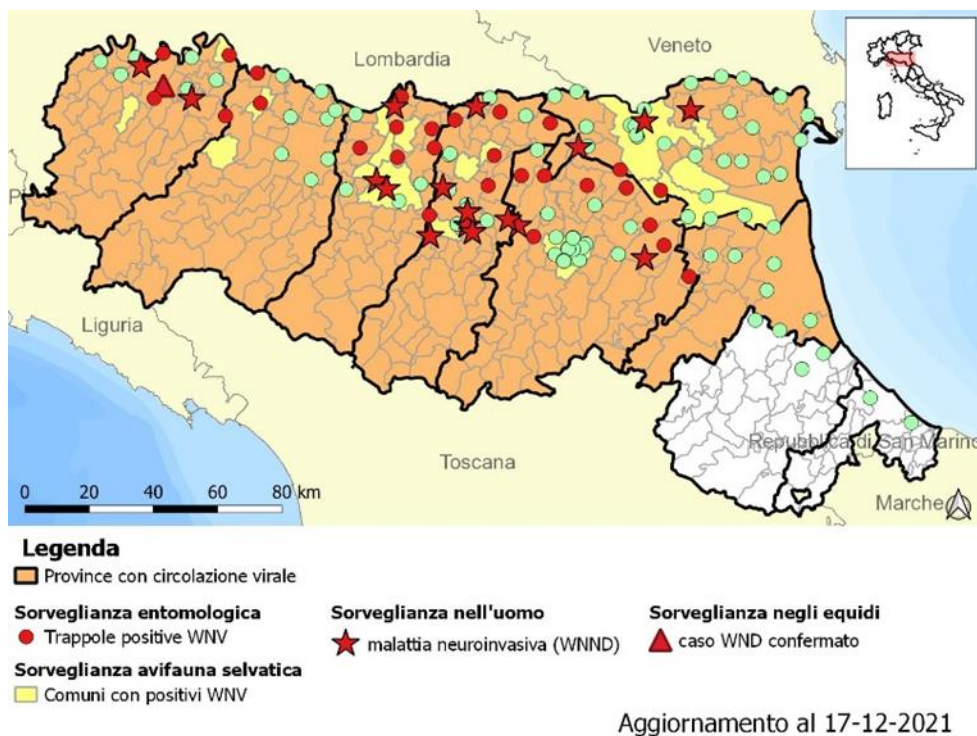 Lombardia
Veneto
P
Liguria
Toscana
Repubblica di San Marino
Marche
0 20 40 60 80 km
Legenda
Province con circolazione virale
Sorveglianza entomologica
Trappole positive WNV
Sorveglianza nell'uomo
malattia neuroinvasiva (WNND)
Sorveglianza negli equidi
caso WND confermato
Sorveglianza avifauna selvatica
Comuni con positivi WNV
Aggiornamento al 17-12-2021